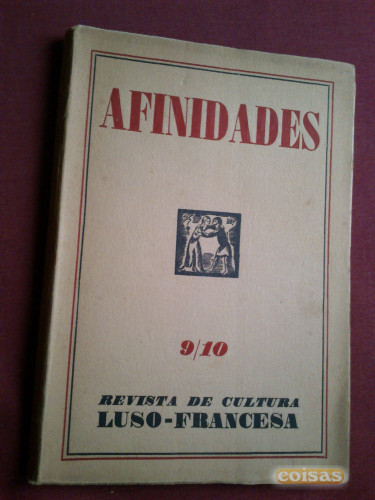 AFINIDADES
9/10
REVISTA DE CULTURA
LUSO-FRANCESA
coisas